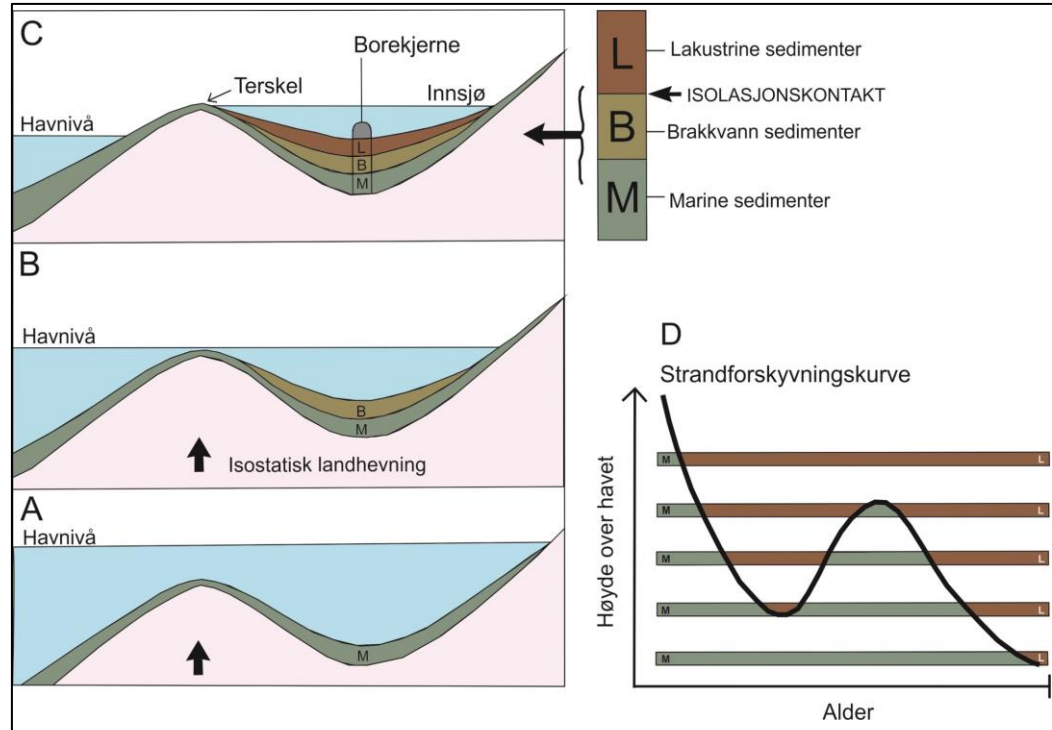 C
Borekjerne
Terskel
Innsjø
Havnivå
L
B
M
L
Lakustrine sedimenter
ISOLASJONSKONTAKT
B
Brakkvann sedimenter
M
Marine sedimenter
B
Havnivå
B
M
Isostatisk landhevning
A
Havnivå
M
D
Strandforskyvningskurve
Høyde over havet
M L
M L
M L
M L
M L
Alder